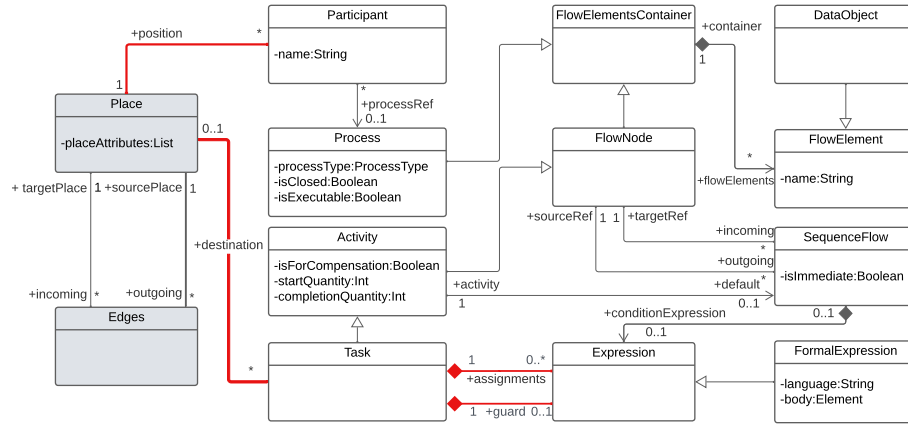 Participant
-name:String
FlowElementsContainer
DataObject
+container
1
+position
*
1
*
+processRef
0..1
Place
-placeAttributes:List
0..1
Process
-processType:ProcessType
-isClosed:Boolean
-isExecutable:Boolean
FlowNode
FlowElement
-name:String
*
+flowElements
+ targetPlace
1
+sourcePlace
1
+sourceRef
1
1
+targetRef
+destination
Activity
-isForCompensation:Boolean
-startQuantity:Int
-completionQuantity:Int
+incoming
*
+outgoing
*
SequenceFlow
-isImmediate:Boolean
+activity
1
+default
0..1
+incoming
*
+outgoing
*
Edges
+conditionExpression
0..1
0..1
Task
*
1
0..*
+assignments
1
+guard
0..1
Expression
FormalExpression
-language:String
-body:Element